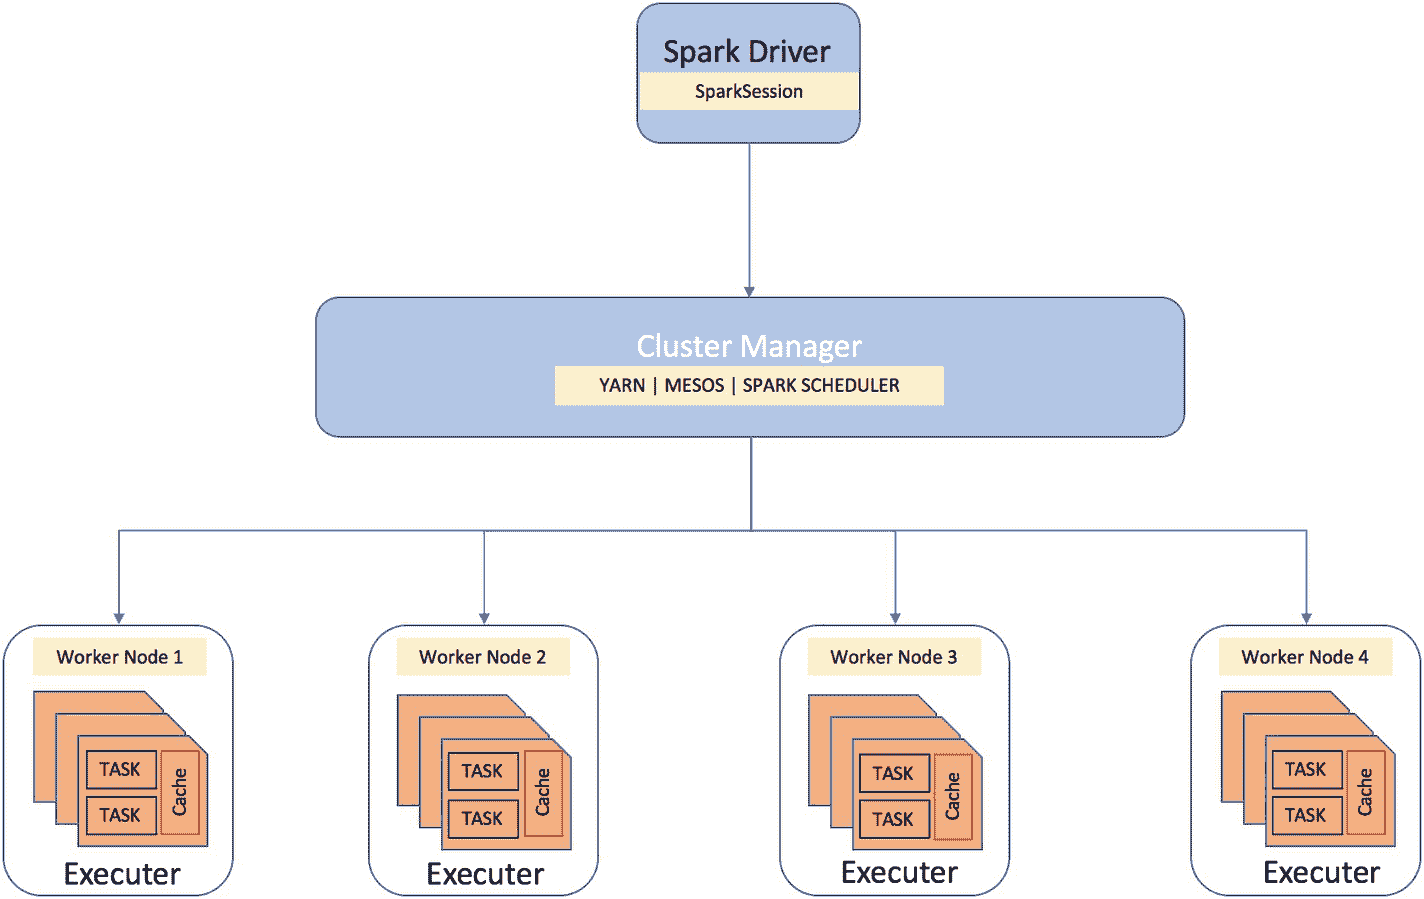 Spark Driver
SparkSession
Cluster Manager
YARN | MESOS | SPARK SCHEDULER
Worker Node 1
TASK
TASK
Cache
Executer
Worker Node 2
TASK
TASK
Cache
Executer
Worker Node 3
TASK
TASK
Cache
Executer
Worker Node 4
TASK
TASK
Cache
Executer